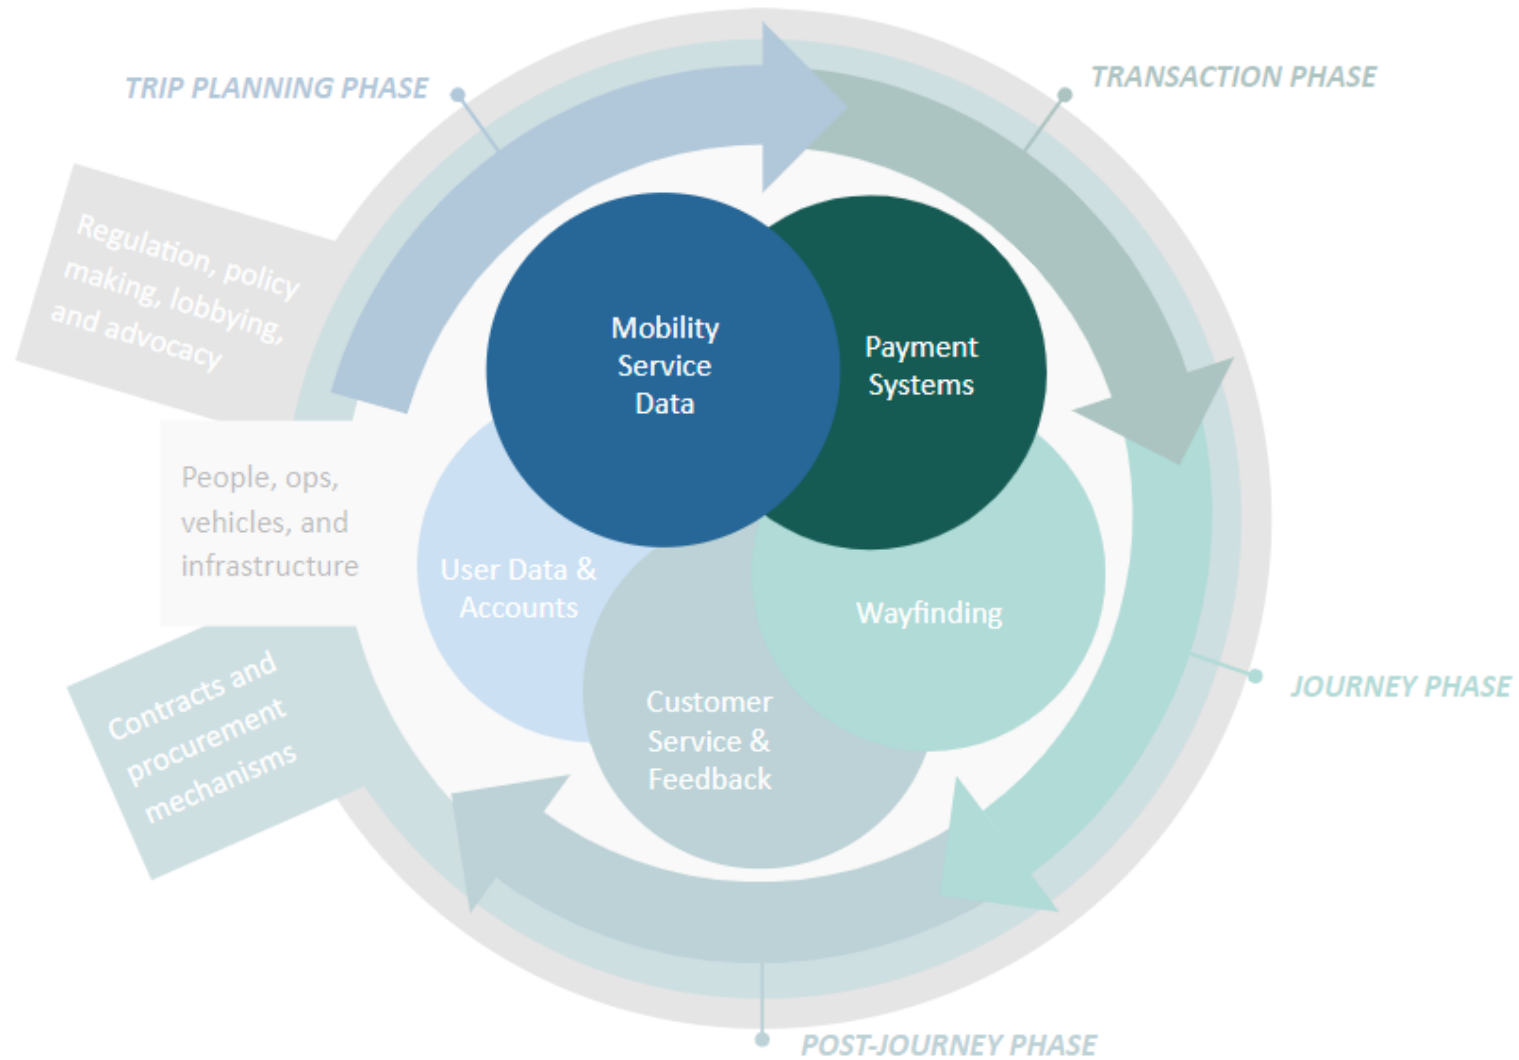 TRIP PLANNING PHASE
TRANSACTION PHASE
Regulation, policy
making, lobbying,
and advocacy
Mobility
Service
Data
Payment
Systems
People, ops,
vehicles, and
infrastructure
User Data &
Accounts
Wayfinding
Contracts and
procurement
mechanisms
Customer
Service &
Feedback
JOURNEY PHASE
POST-JOURNEY PHASE